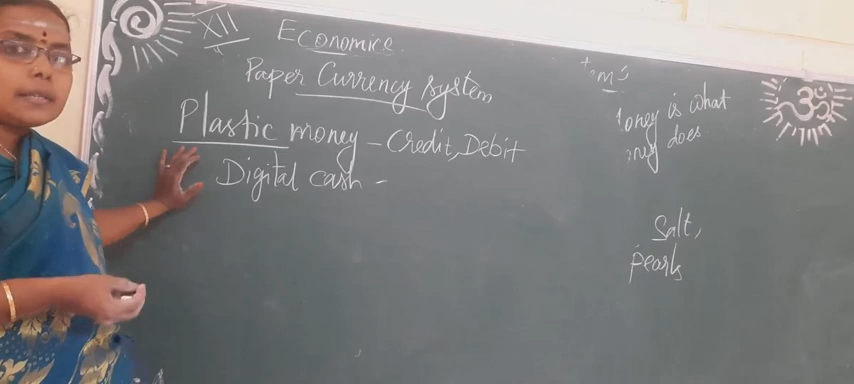 XII
Economics
Paper Currency system
Plastic money - Credit, Debit
Digital cash -
oney is what
ney does
Salt,
pearls
ॐ